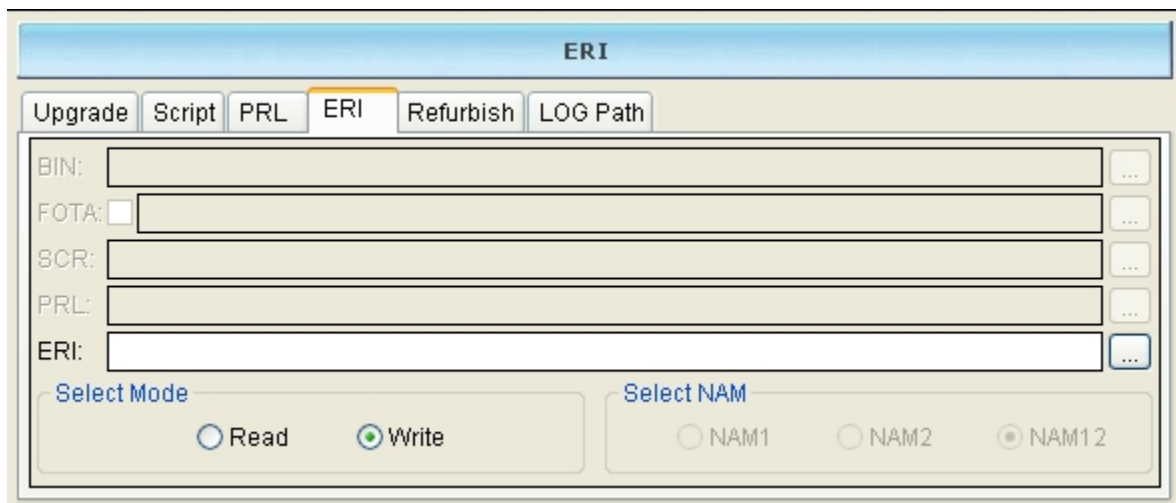 ERI
Upgrade Script PRL ERI Refurbish LOG Path
BIN: ...
FOTA: ...
SCR: ...
PRL: ...
ERI: ...
Select Mode Select NAM
Read Write NAM1 NAM2 NAM12